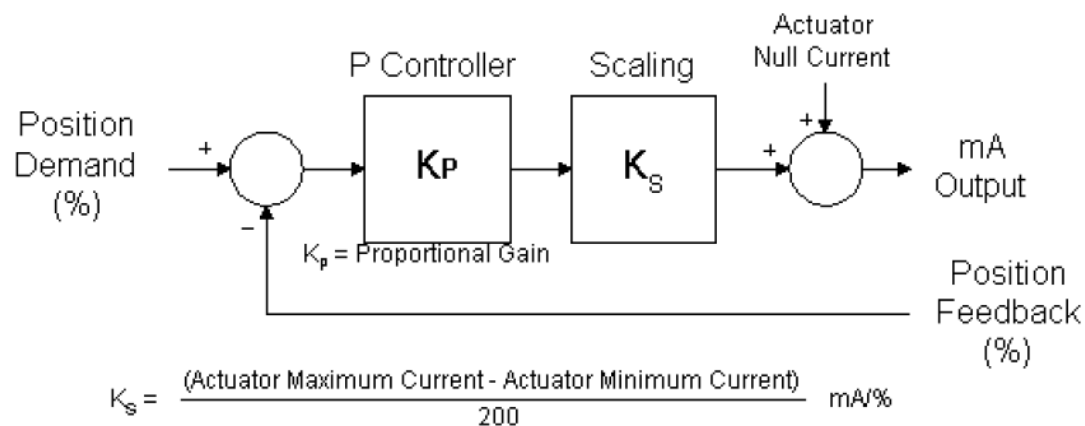 Actuator
Null Current
P Controller
Scaling
Position
Demand
(%)
+
−
KP
KS
+
+
mA
Output
Kp = Proportional Gain
Position
Feedback
(%)
KS = (Actuator Maximum Current - Actuator Minimum Current) mA/%
200